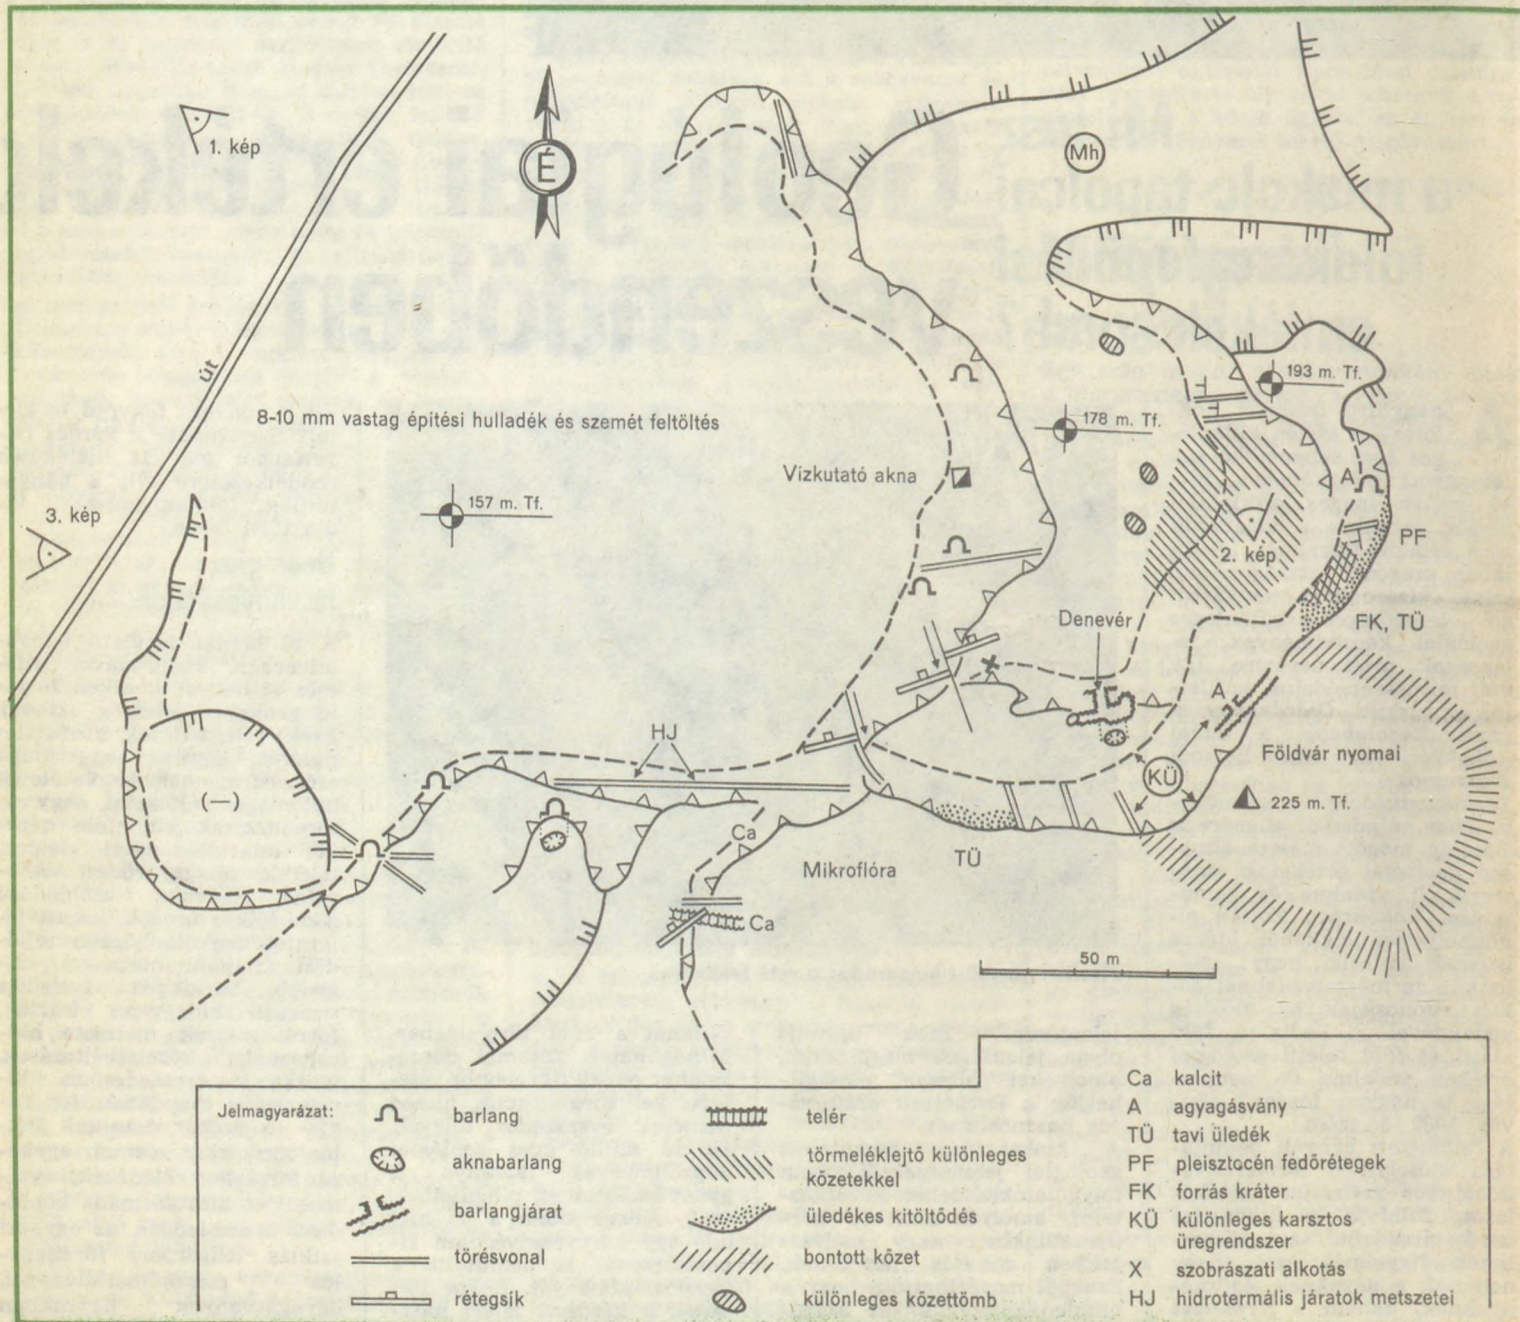 1. kép
É
Mh
út
193 m. Tf.
8-10 mm vastag építési hulladék és szemét feltöltés
178 m. Tf.
Vízkutató akna
A
157 m. Tf.
3. kép
PF
2. kép
Denevér
FK, TÜ
A
HJ
Földvár nyomai
KÜ
(—)
225 m. Tf.
Ca
Mikroflóra
TÜ
Ca
50 m
Jelmagyarázat:
barlang
aknabarlang
barlangjárat
törésvonal
rétegsík
telér
törmeléklejtő különleges
kőzetekkel
üledékes kitöltődés
bontott kőzet
különleges kőzettömb
Ca kalcit
A agyagásvány
TÜ tavi üledék
PF pleisztocén fedőrétegek
FK forrás kráter
KÜ különleges karsztos
üregrendszer
X szobrászati alkotás
HJ hidrotermális járatok metszetei